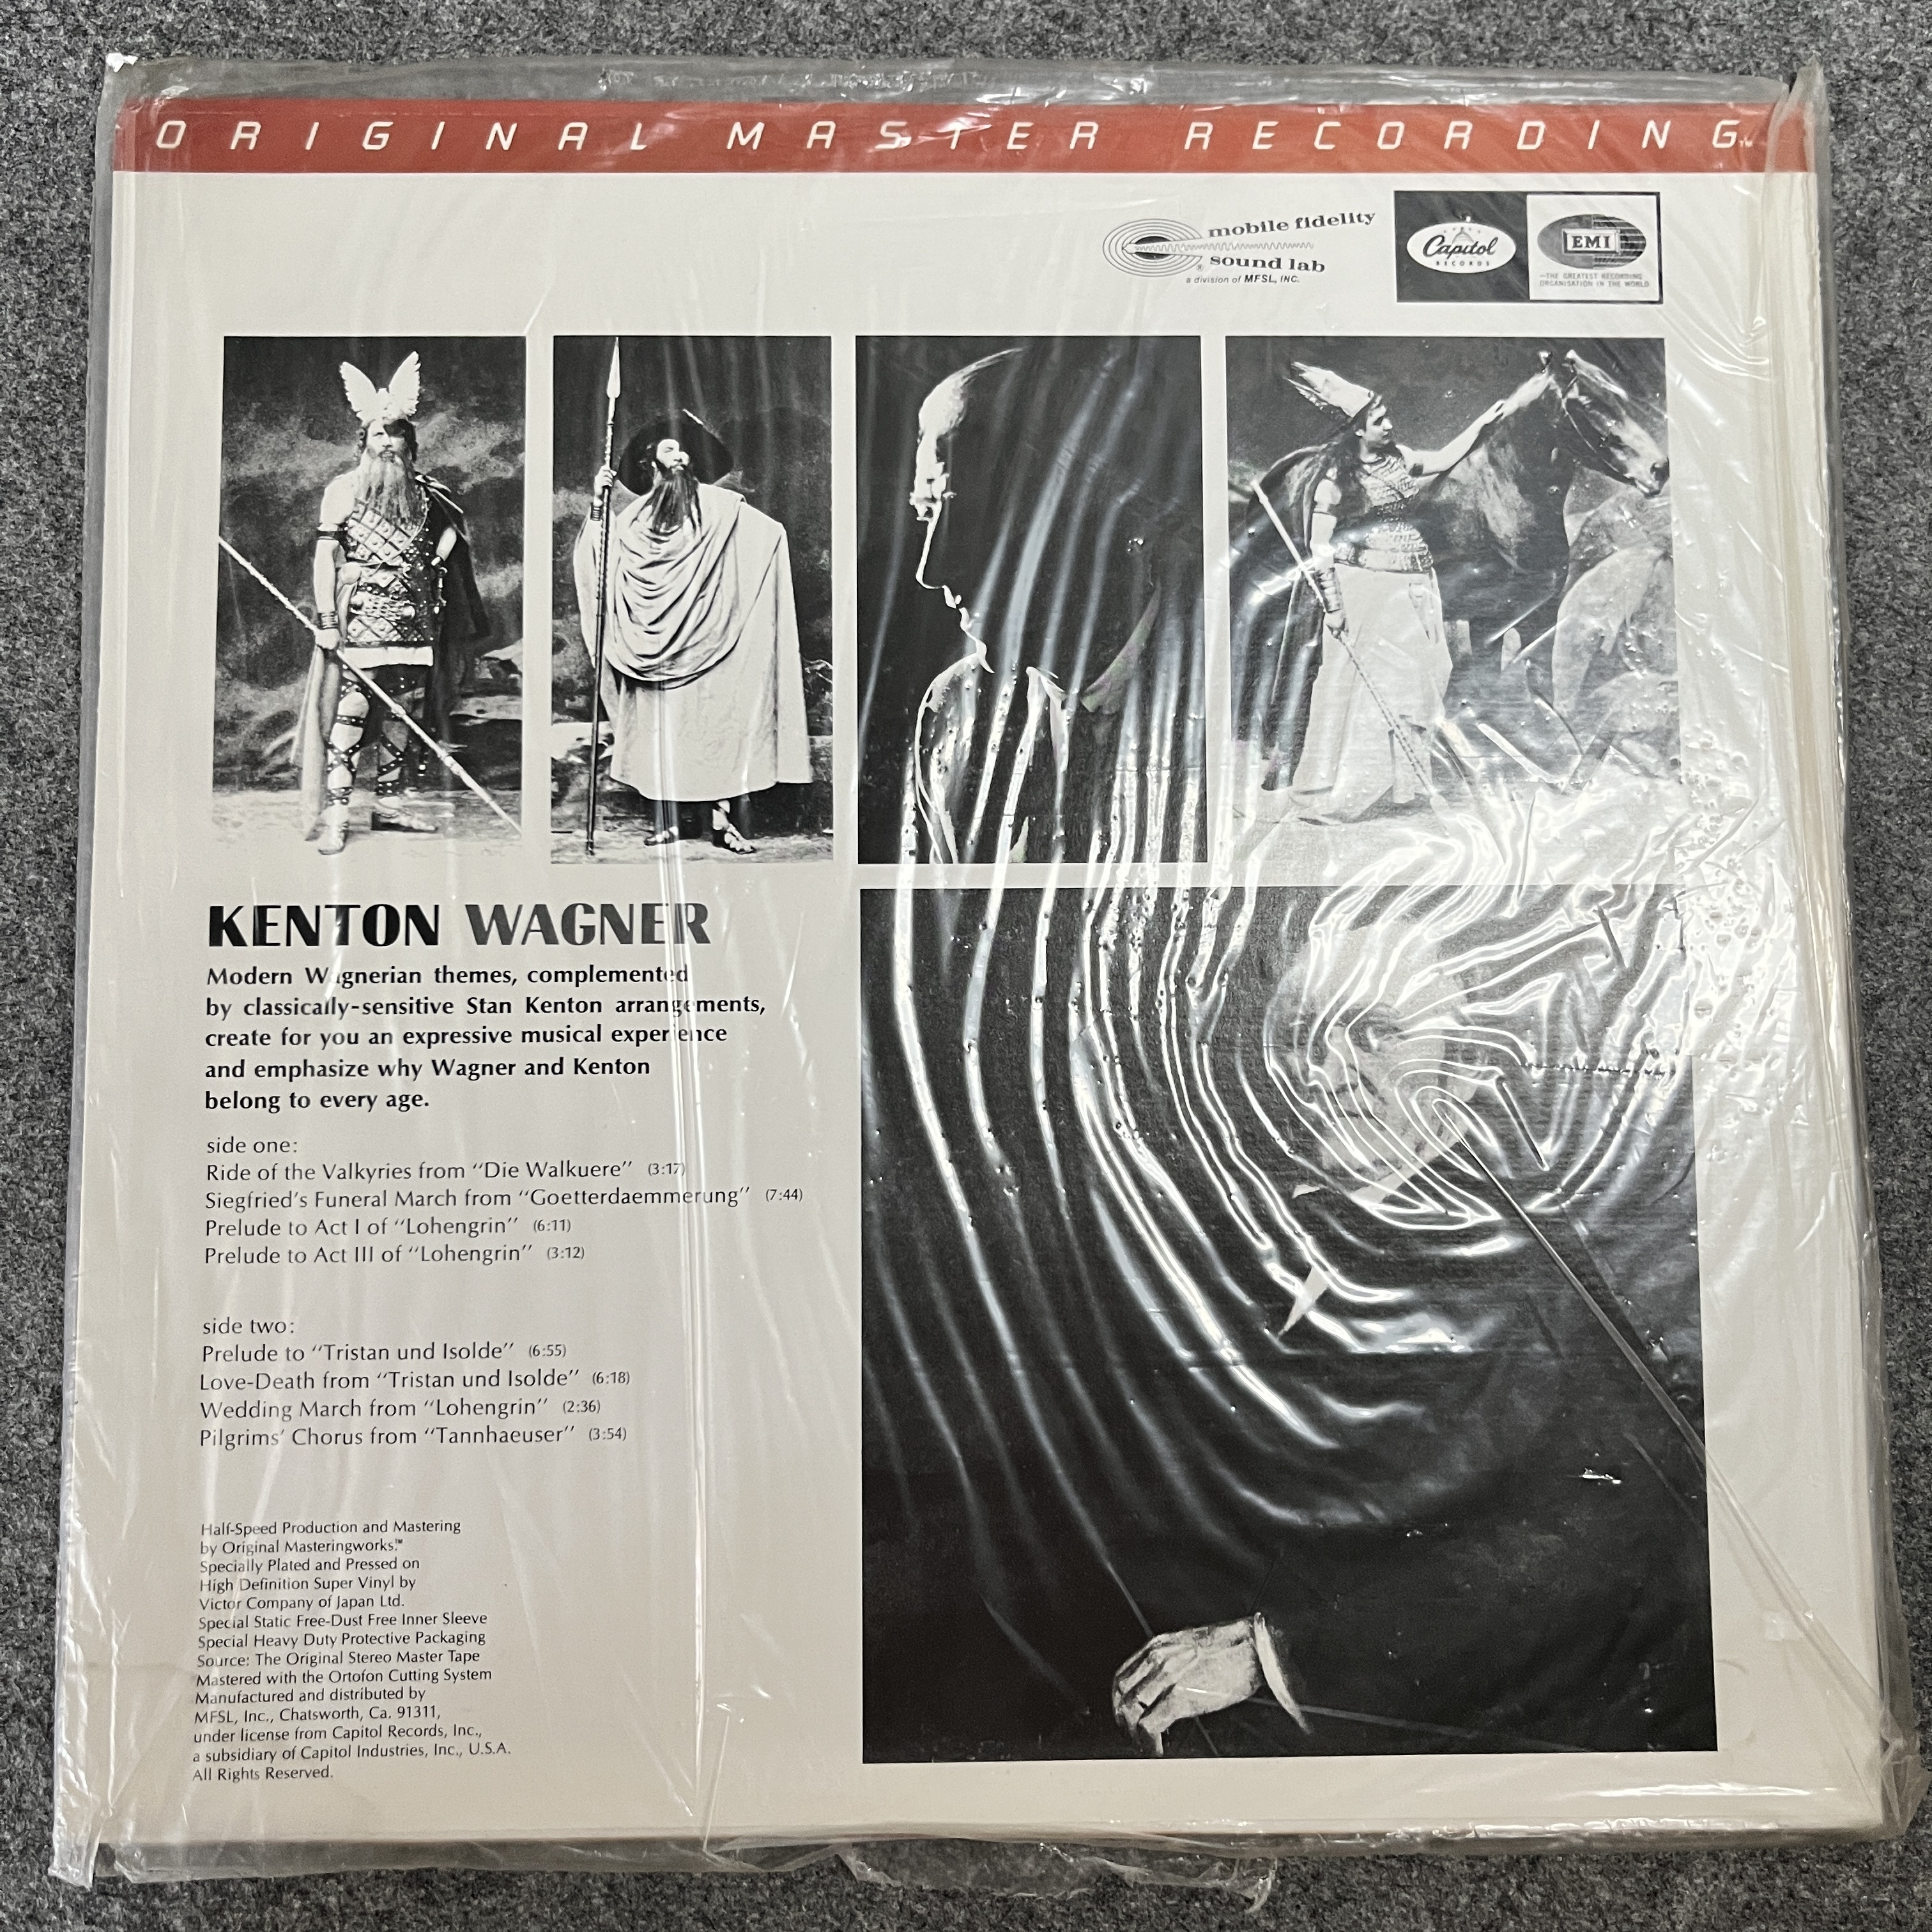 ORIGINAL MASTER RECORDING™
mobile fidelity
sound lab
a division of MFSL, INC.
Capitol
RECORDS
EMI
—THE GREATEST RECORDING
ORGANISATION IN THE WORLD
KENTON WAGNER
Modern Wagnerian themes, complemented
by classically-sensitive Stan Kenton arrangements,
create for you an expressive musical experience
and emphasize why Wagner and Kenton
belong to every age.
side one:
Ride of the Valkyries from “Die Walkuere” (3:17)
Siegfried’s Funeral March from “Goetterdaemmerung” (7:44)
Prelude to Act I of “Lohengrin” (6:11)
Prelude to Act III of “Lohengrin” (3:12)
side two:
Prelude to “Tristan und Isolde” (6:55)
Love-Death from “Tristan und Isolde” (6:18)
Wedding March from “Lohengrin” (2:36)
Pilgrims’ Chorus from “Tannhaeuser” (3:54)
Half-Speed Production and Mastering
by Original Masteringworks.™
Specially Plated and Pressed on
High Definition Super Vinyl by
Victor Company of Japan Ltd.
Special Static Free-Dust Free Inner Sleeve
Special Heavy Duty Protective Packaging
Source: The Original Stereo Master Tape
Mastered with the Ortofon Cutting System
Manufactured and distributed by
MFSL, Inc., Chatsworth, Ca. 91311,
under license from Capitol Records, Inc.,
a subsidiary of Capitol Industries, Inc., U.S.A.
All Rights Reserved.